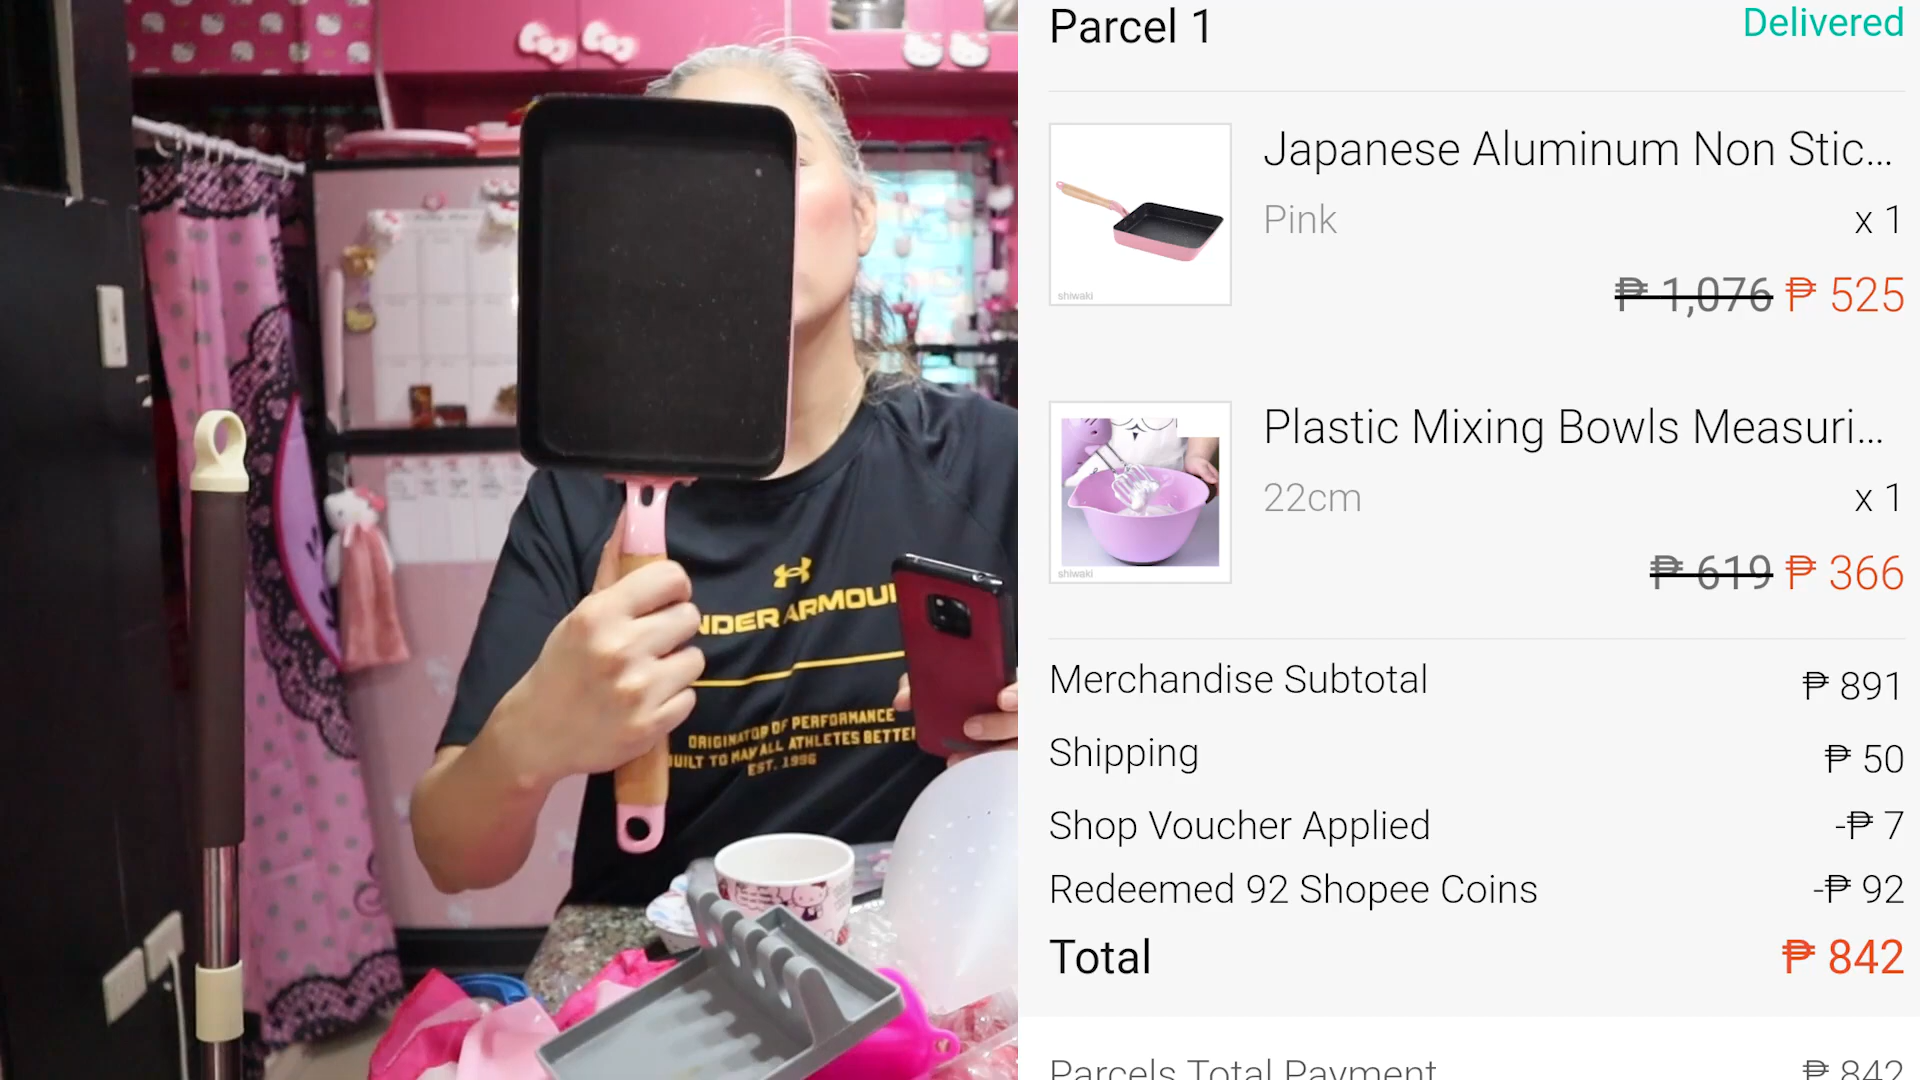 UNDER ARMOUR
ORIGINATOR OF PERFORMANCE
BUILT TO MAKE ALL ATHLETES BETTER
EST. 1996
Parcel 1
Delivered
Japanese Aluminum Non Stic...
Pink
x 1
₱ 1,076 ₱ 525
shiwaki
Plastic Mixing Bowls Measuri...
22cm
x 1
₱ 619 ₱ 366
shiwaki
Merchandise Subtotal
₱ 891
Shipping
₱ 50
Shop Voucher Applied
-₱ 7
Redeemed 92 Shopee Coins
-₱ 92
Total
₱ 842
Parcels Total Payment
₱ 842